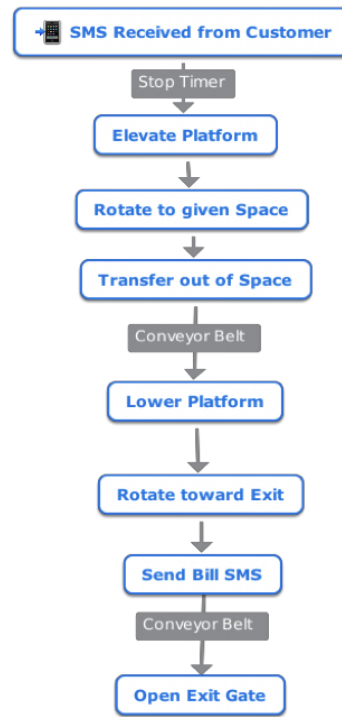 SMS Received from Customer
Stop Timer
Elevate Platform
Rotate to given Space
Transfer out of Space
Conveyor Belt
Lower Platform
Rotate toward Exit
Send Bill SMS
Conveyor Belt
Open Exit Gate